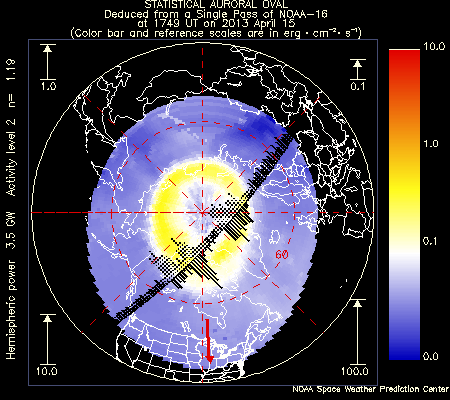 STATISTICAL AURORAL OVAL
Deduced from a Single Pass of NOAA-16
at 1749 UT on 2013 April 15
(Color bar and reference scales are in erg · cm⁻² · s⁻¹)
Hemispheric power 3.5 GW Activity level 2 n= 1.19
1.0
0.1
10.0
100.0
60
10.0
1.0
0.1
0.0
NOAA Space Weather Prediction Center